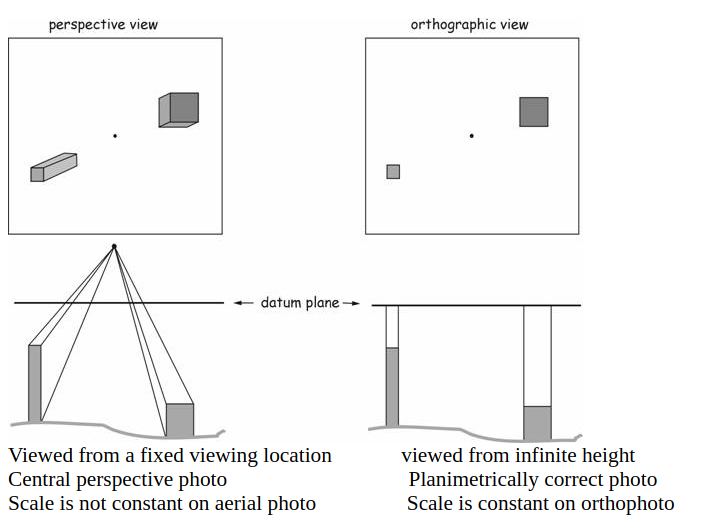 perspective view
orthographic view
datum plane
Viewed from a fixed viewing location
Central perspective photo
Scale is not constant on aerial photo
viewed from infinite height
Planimetrically correct photo
Scale is constant on orthophoto